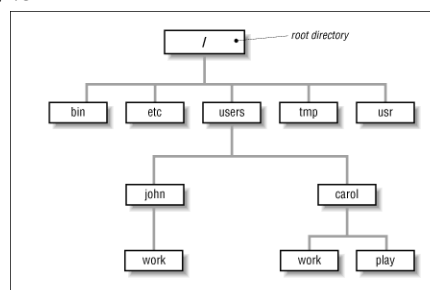 /
root directory
bin etc users tmp usr
john carol
work work play